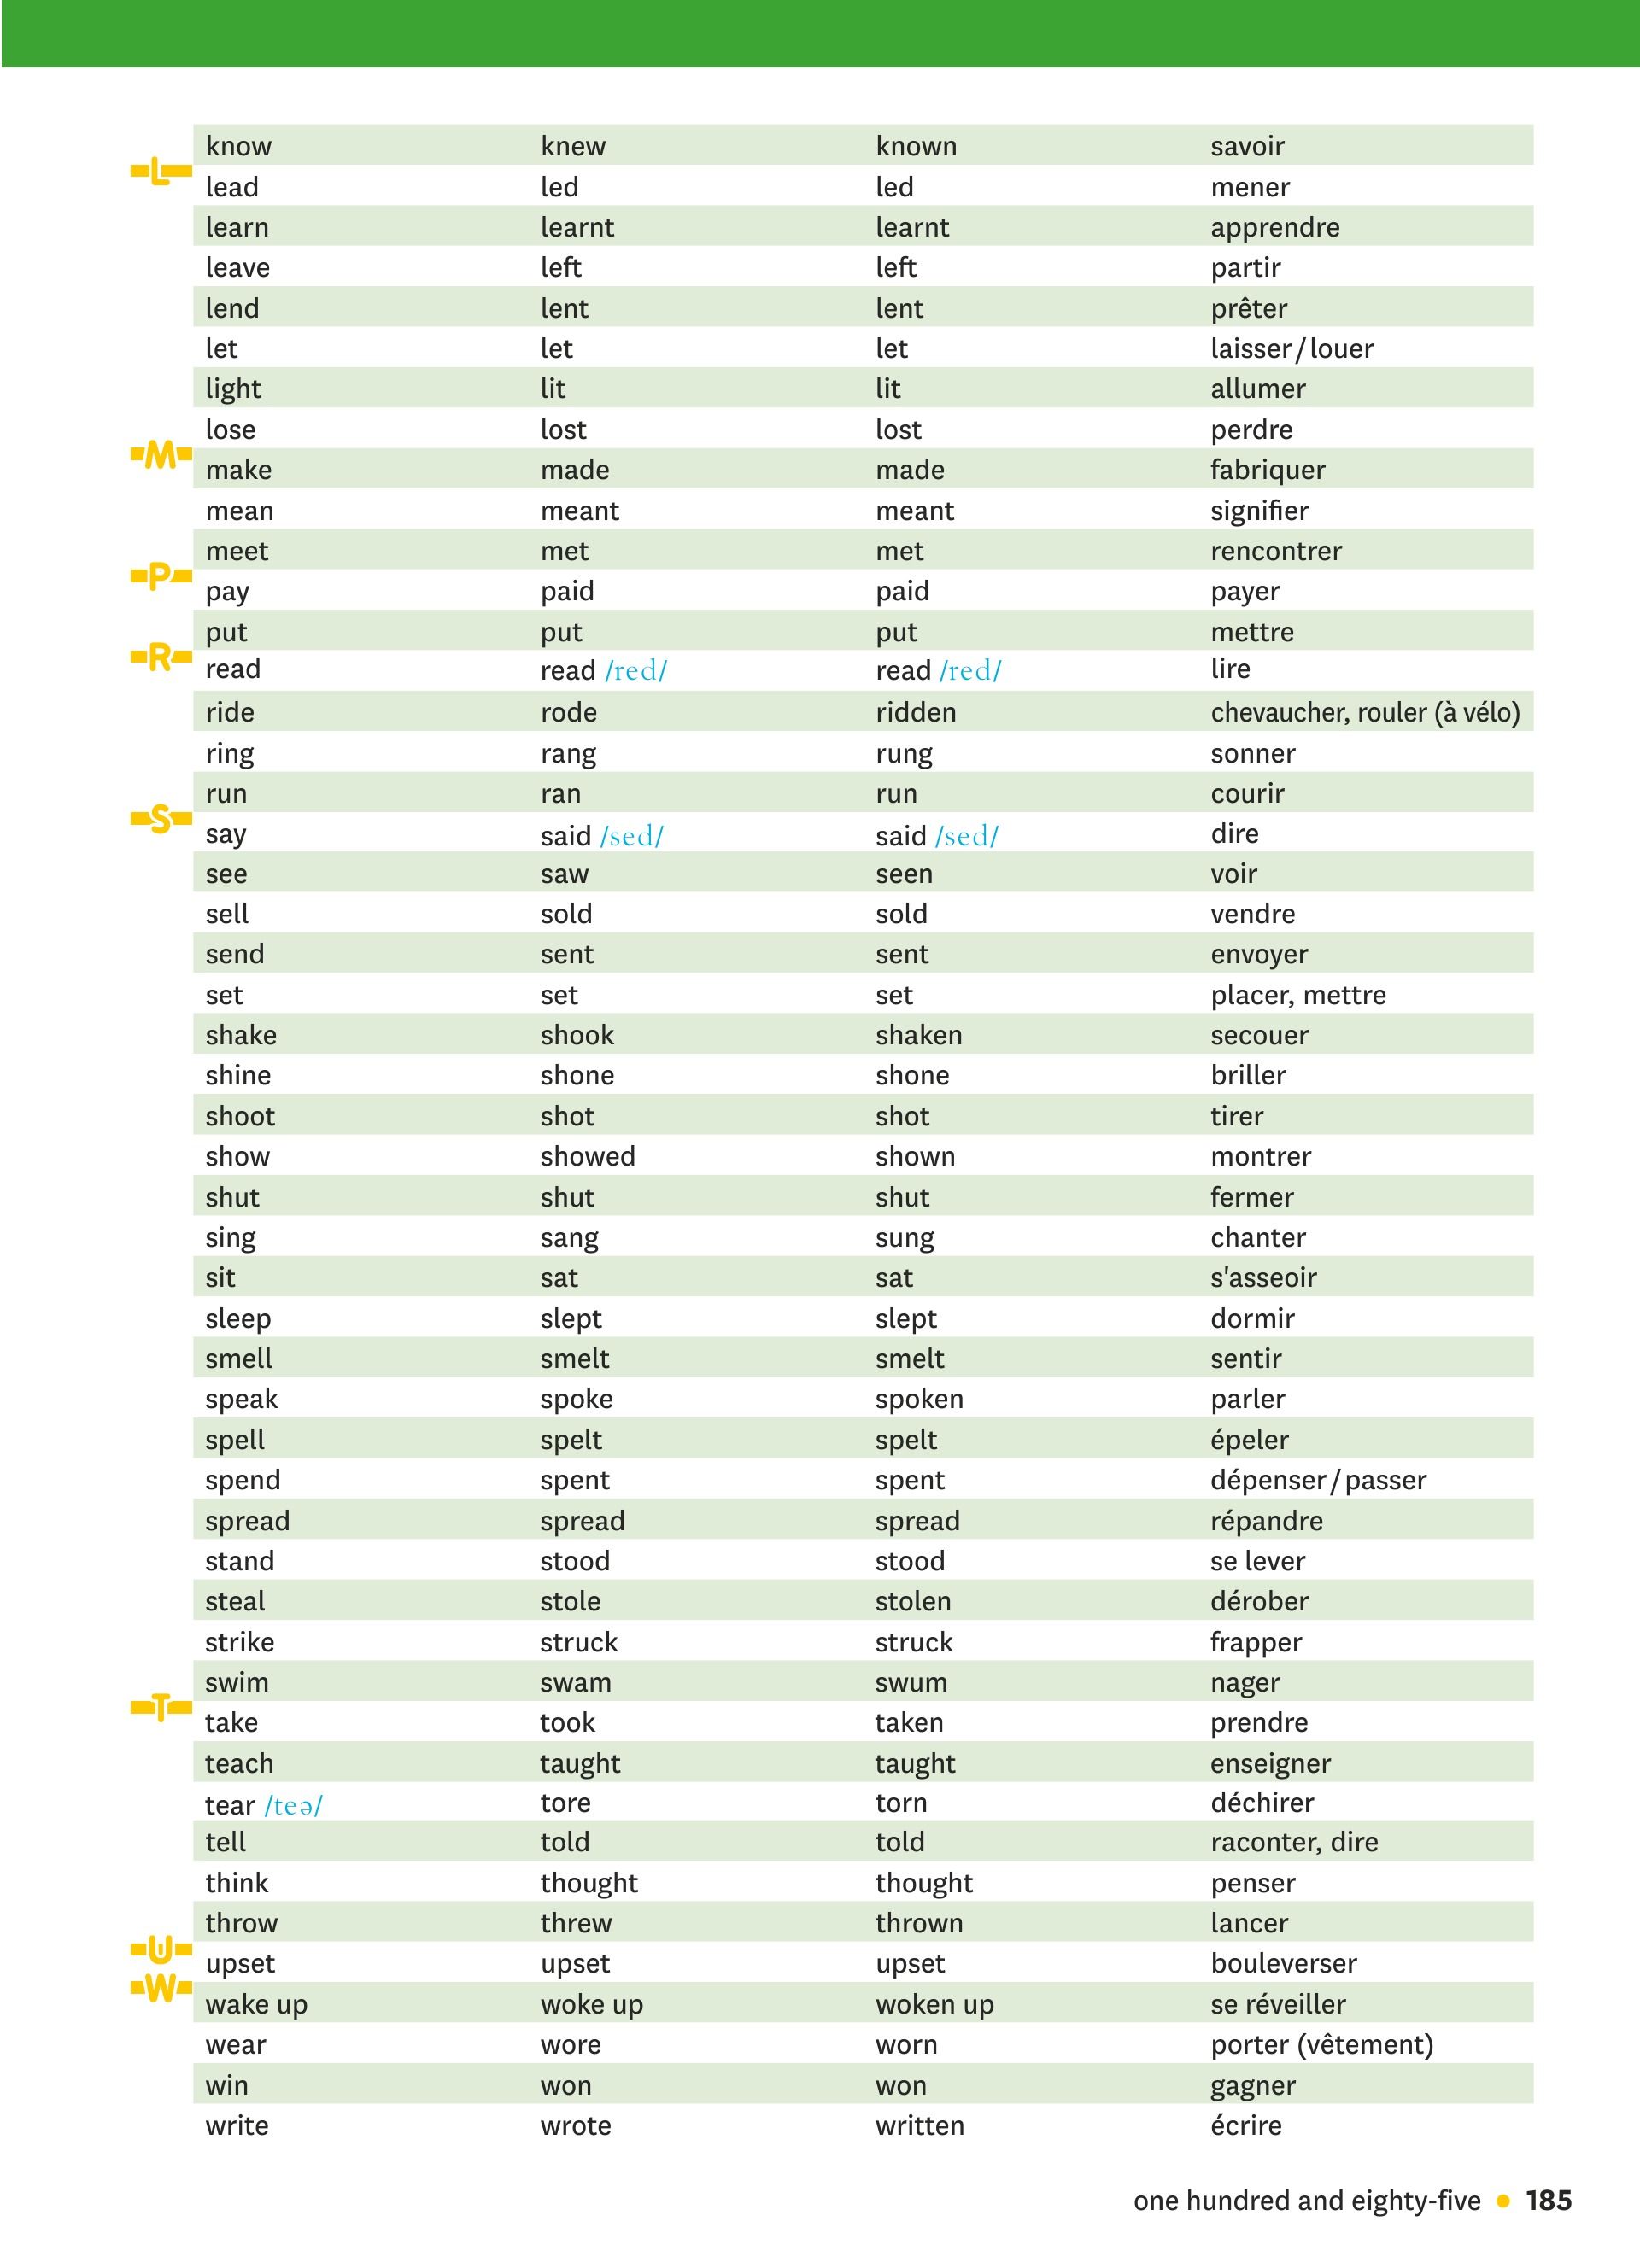 know knew known savoir
L
lead led led mener
learn learnt learnt apprendre
leave left left partir
lend lent lent prêter
let let let laisser/louer
light lit lit allumer
lose lost lost perdre
M
make made made fabriquer
mean meant meant signifier
meet met met rencontrer
P
pay paid paid payer
put put put mettre
R
read read /red/ read /red/ lire
ride rode ridden chevaucher, rouler (à vélo)
ring rang rung sonner
run ran run courir
S
say said /sed/ said /sed/ dire
see saw seen voir
sell sold sold vendre
send sent sent envoyer
set set set placer, mettre
shake shook shaken secouer
shine shone shone briller
shoot shot shot tirer
show showed shown montrer
shut shut shut fermer
sing sang sung chanter
sit sat sat s'asseoir
sleep slept slept dormir
smell smelt smelt sentir
speak spoke spoken parler
spell spelt spelt épeler
spend spent spent dépenser/passer
spread spread spread répandre
stand stood stood se lever
steal stole stolen dérober
strike struck struck frapper
swim swam swum nager
T
take took taken prendre
teach taught taught enseigner
tear /teə/ tore torn déchirer
tell told told raconter, dire
think thought thought penser
throw threw thrown lancer
U
upset upset upset bouleverser
W
wake up woke up woken up se réveiller
wear wore worn porter (vêtement)
win won won gagner
write wrote written écrire
one hundred and eighty-five • 185